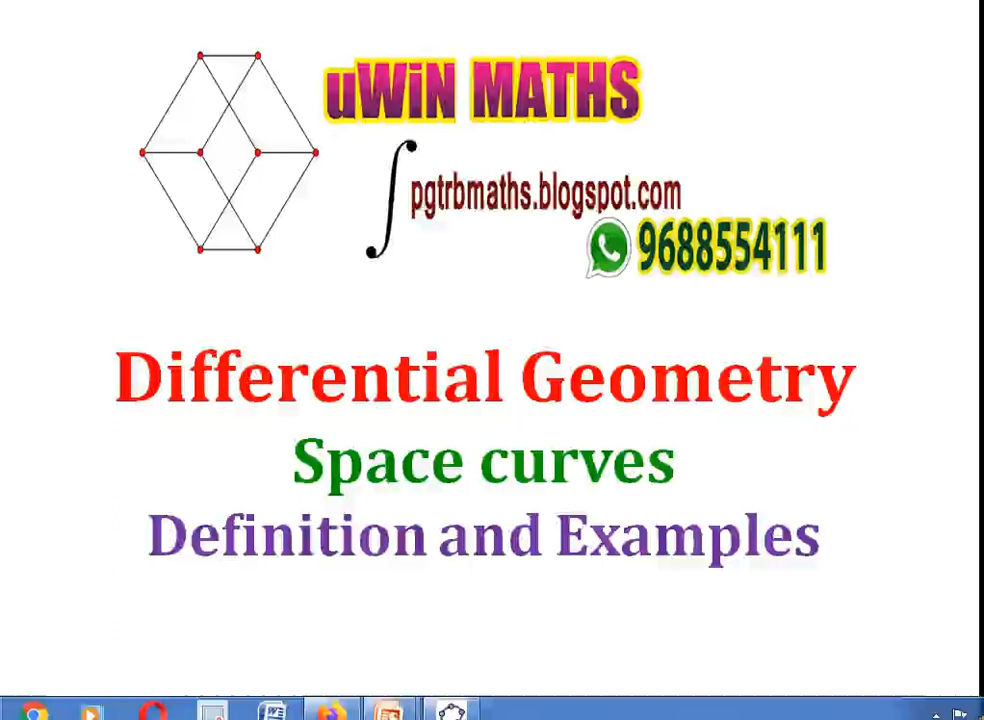 uWiN MATHS
pgtrbmaths.blogspot.com
9688554111
Differential Geometry
Space curves
Definition and Examples